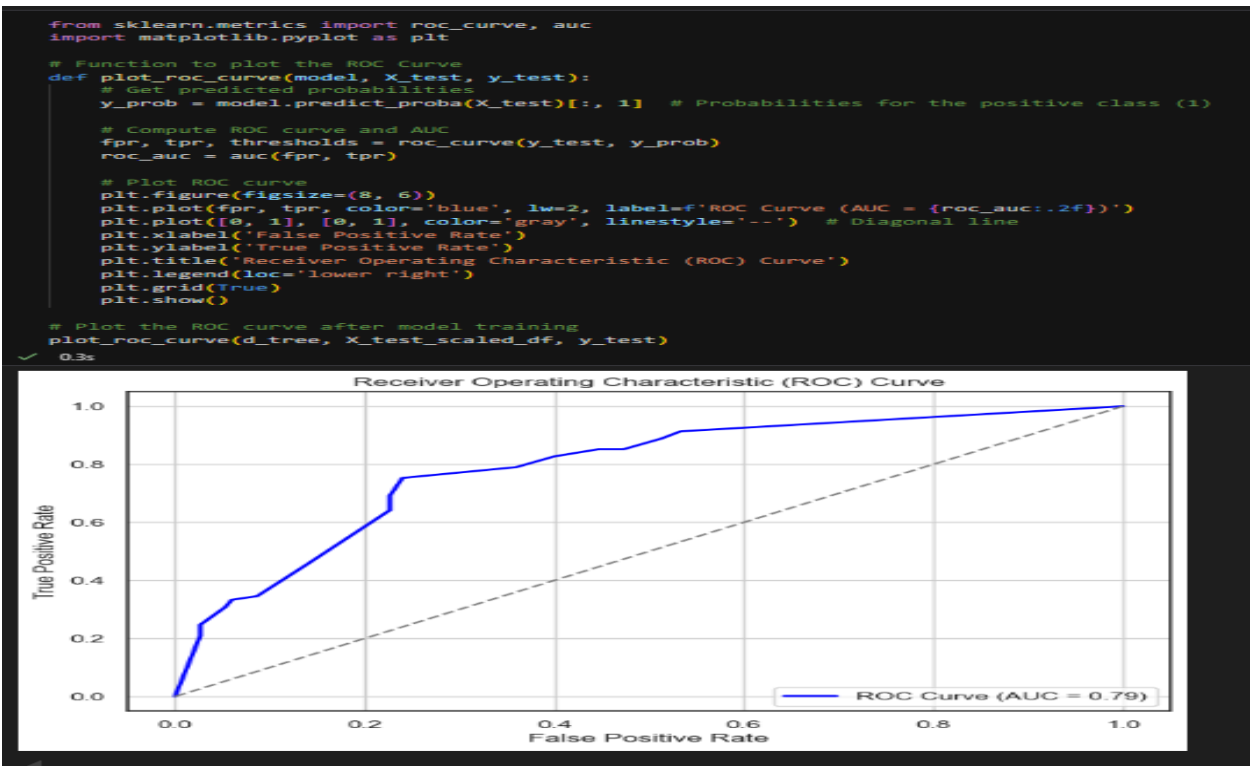 from sklearn.metrics import roc_curve, auc
import matplotlib.pyplot as plt
# Function to plot the ROC Curve
def plot_roc_curve(model, X_test, y_test):
# Get predicted probabilities
y_prob = model.predict_proba(X_test)[:, 1]  # Probabilities for the positive class (1)
# Compute ROC curve and AUC
fpr, tpr, thresholds = roc_curve(y_test, y_prob)
roc_auc = auc(fpr, tpr)
# Plot ROC curve
plt.figure(figsize=(8, 6))
plt.plot(fpr, tpr, color='blue', lw=2, label=f'ROC Curve (AUC = {roc_auc:.2f})')
plt.plot([0, 1], [0, 1], color='gray', linestyle='--')  # Diagonal line
plt.xlabel('False Positive Rate')
plt.ylabel('True Positive Rate')
plt.title('Receiver Operating Characteristic (ROC) Curve')
plt.legend(loc='lower right')
plt.grid(True)
plt.show()
# Plot the ROC curve after model training
plot_roc_curve(d_tree, X_test_scaled_df, y_test)
0.3s
Receiver Operating Characteristic (ROC) Curve
1.0
0.8
0.6
0.4
0.2
0.0
True Positive Rate
ROC Curve (AUC = 0.79)
0.0 0.2 0.4 0.6 0.8 1.0
False Positive Rate